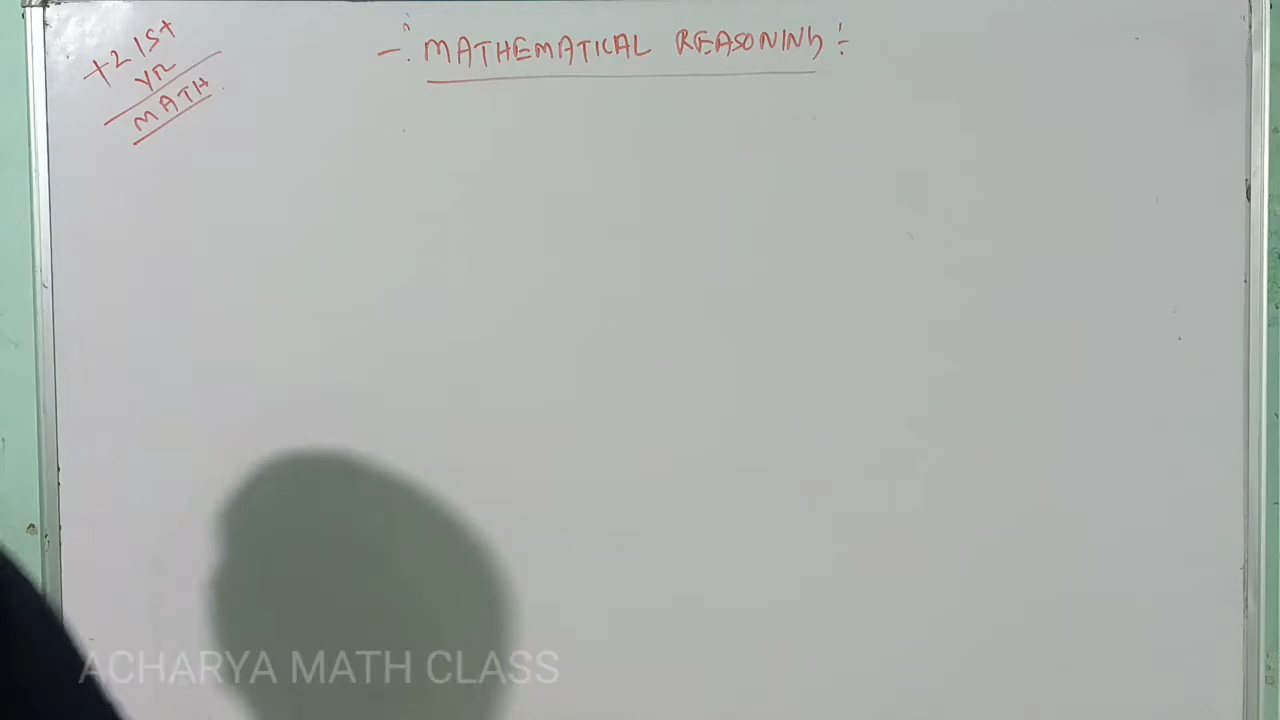 +2 1st
YR
MATH
-: MATHEMATICAL REASONING :-
ACHARYA MATH CLASS